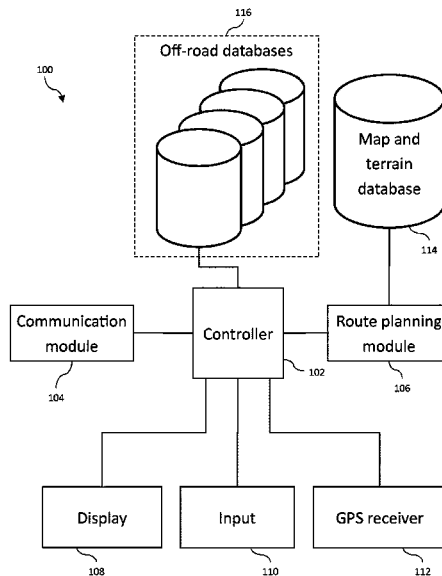 116
Off-road databases
100
Map and
terrain
database
114
Communication
module
104
Controller
102
Route planning
module
106
Display
108
Input
110
GPS receiver
112